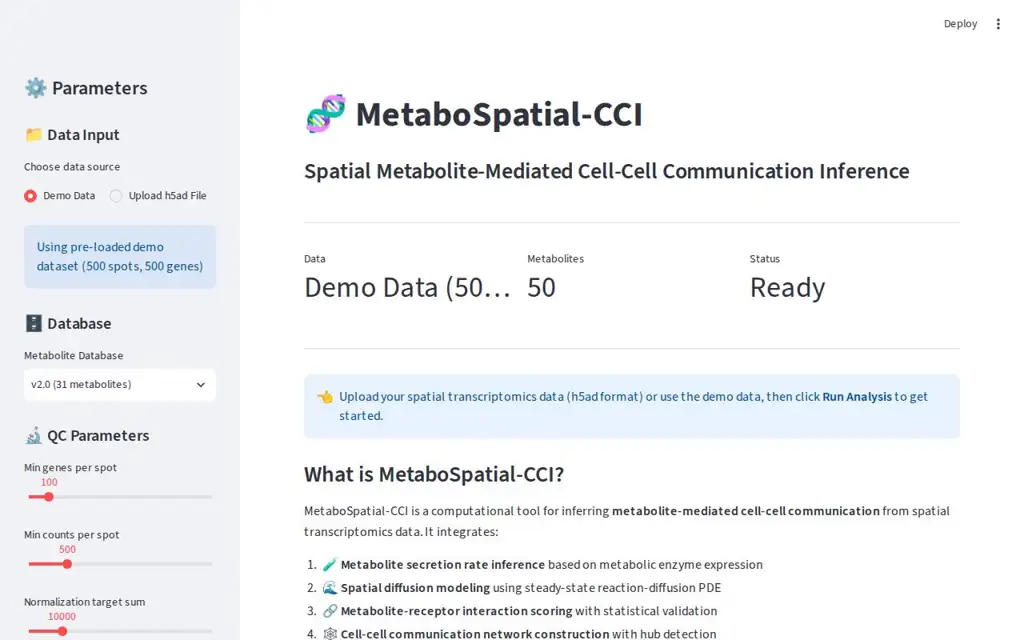 Deploy
⚙️ Parameters
📁 Data Input
Choose data source
Demo Data
Upload h5ad File
Using pre-loaded demo
dataset (500 spots, 500 genes)
🗄️ Database
Metabolite Database
v2.0 (31 metabolites)
🔬 QC Parameters
Min genes per spot
100
Min counts per spot
500
Normalization target sum
10000
🧬 MetaboSpatial-CCI
Spatial Metabolite-Mediated Cell-Cell Communication Inference
Data
Demo Data (50...
Metabolites
50
Status
Ready
👈 Upload your spatial transcriptomics data (h5ad format) or use the demo data, then click Run Analysis to get
started.
What is MetaboSpatial-CCI?
MetaboSpatial-CCI is a computational tool for inferring metabolite-mediated cell-cell communication from spatial
transcriptomics data. It integrates:
1. 🧪 Metabolite secretion rate inference based on metabolic enzyme expression
2. 🌊 Spatial diffusion modeling using steady-state reaction-diffusion PDE
3. 🔗 Metabolite-receptor interaction scoring with statistical validation
4. 🕸️ Cell-cell communication network construction with hub detection